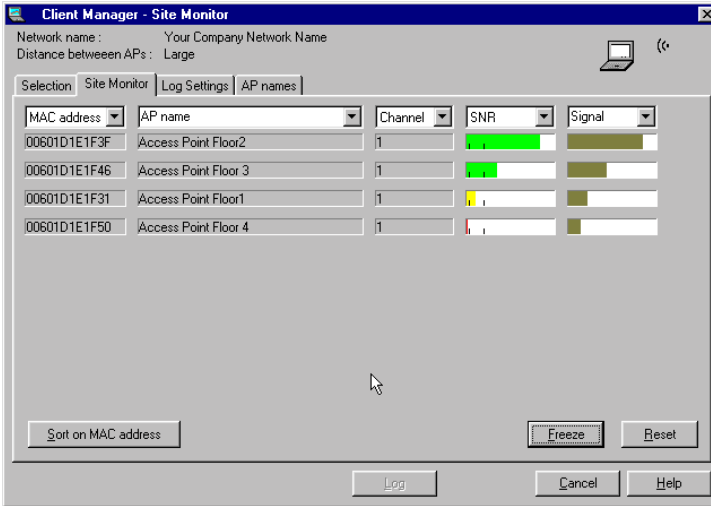 Client Manager - Site Monitor
Network name : Your Company Network Name
Distance betweeen APs : Large
Selection Site Monitor Log Settings AP names
MAC address AP name Channel SNR Signal
00601D1E1F3F Access Point Floor2 1
00601D1E1F46 Access Point Floor 3 1
00601D1E1F31 Access Point Floor1 1
00601D1E1F50 Access Point Floor 4 1
Sort on MAC address Freeze Reset
Log Cancel Help